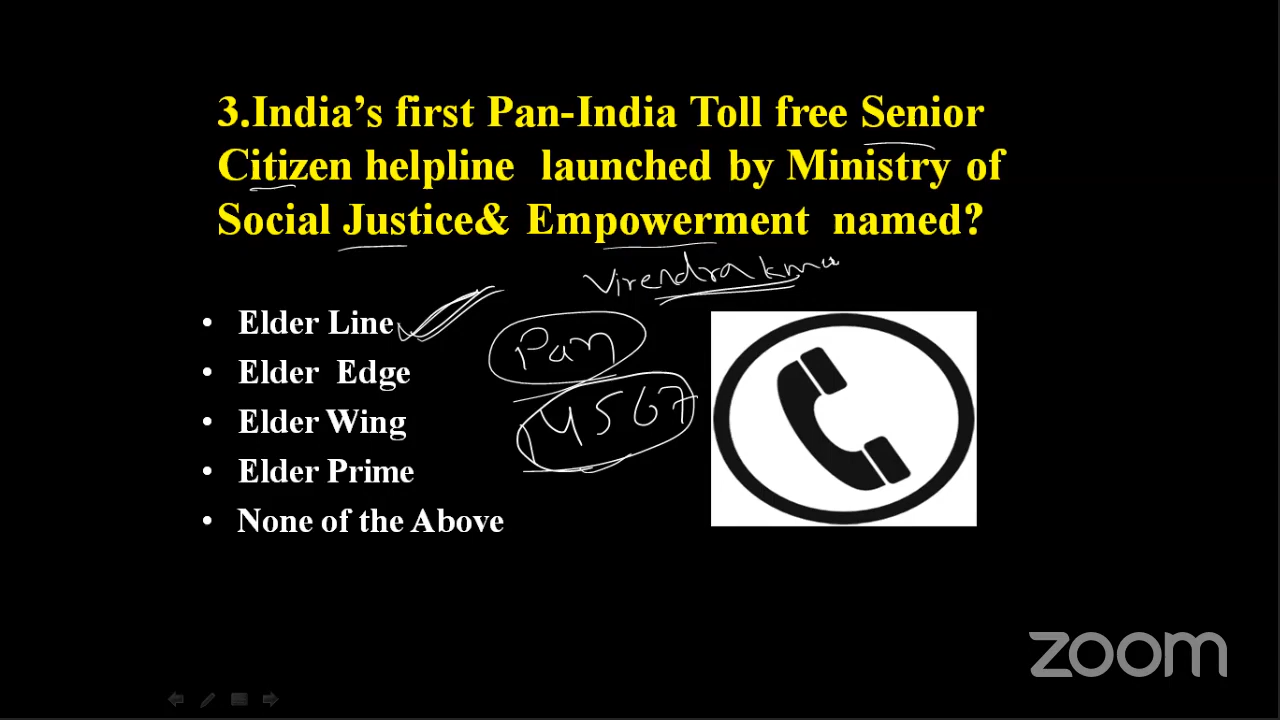 3.India's first Pan-India Toll free Senior
Citizen helpline launched by Ministry of
Social Justice& Empowerment named?
Virendra kumar
• Elder Line
Pan
• Elder Edge
4567
• Elder Wing
• Elder Prime
• None of the Above
zoom